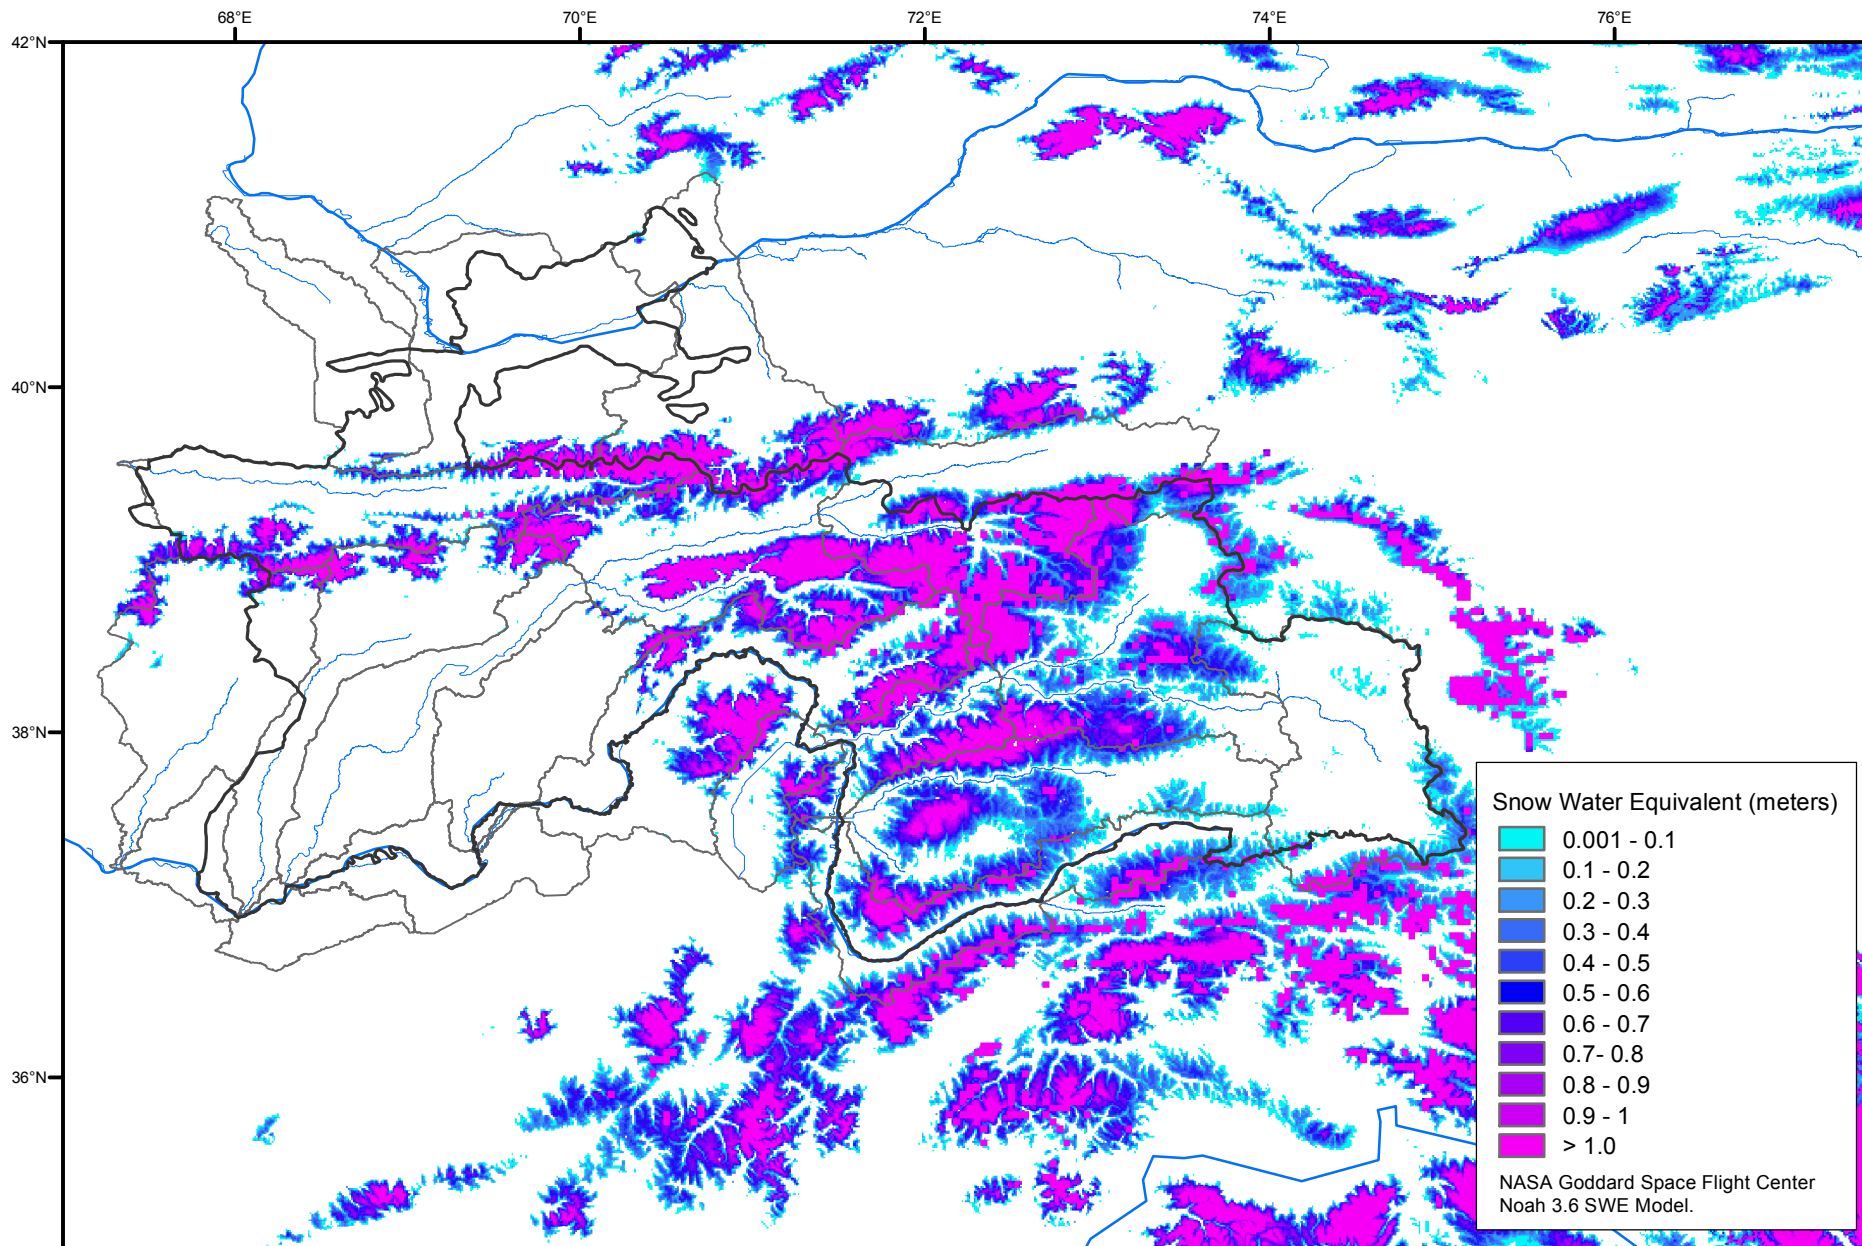 68°E
70°E
72°E
74°E
76°E
42°N
40°N
38°N
36°N
Snow Water Equivalent (meters)
0.001 - 0.1
0.1 - 0.2
0.2 - 0.3
0.3 - 0.4
0.4 - 0.5
0.5 - 0.6
0.6 - 0.7
0.7- 0.8
0.8 - 0.9
0.9 - 1
> 1.0
NASA Goddard Space Flight Center
Noah 3.6 SWE Model.